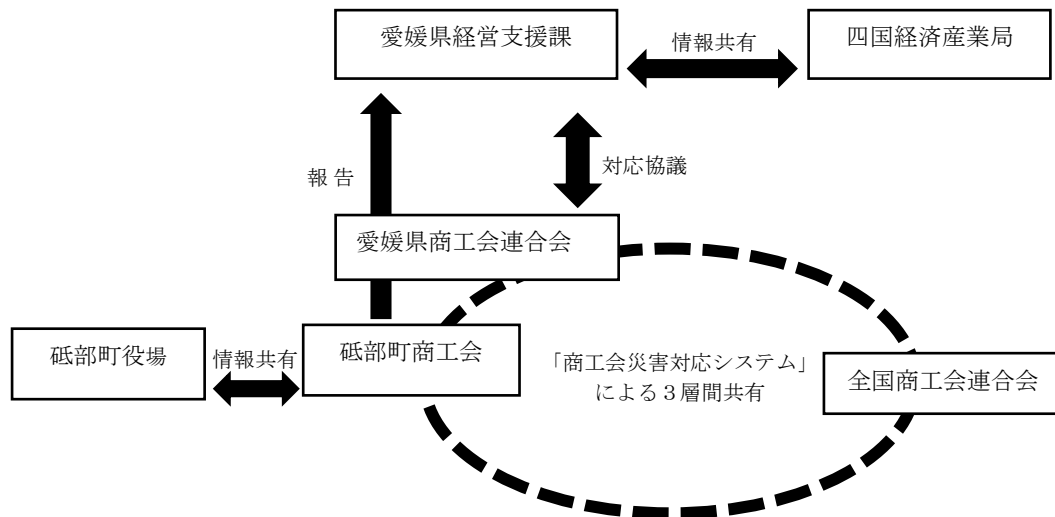 愛媛県経営支援課
情報共有
四国経済産業局
報 告
対応協議
愛媛県商工会連合会
砥部町役場
情報共有
砥部町商工会
「商工会災害対応システム」
による３層間共有
全国商工会連合会